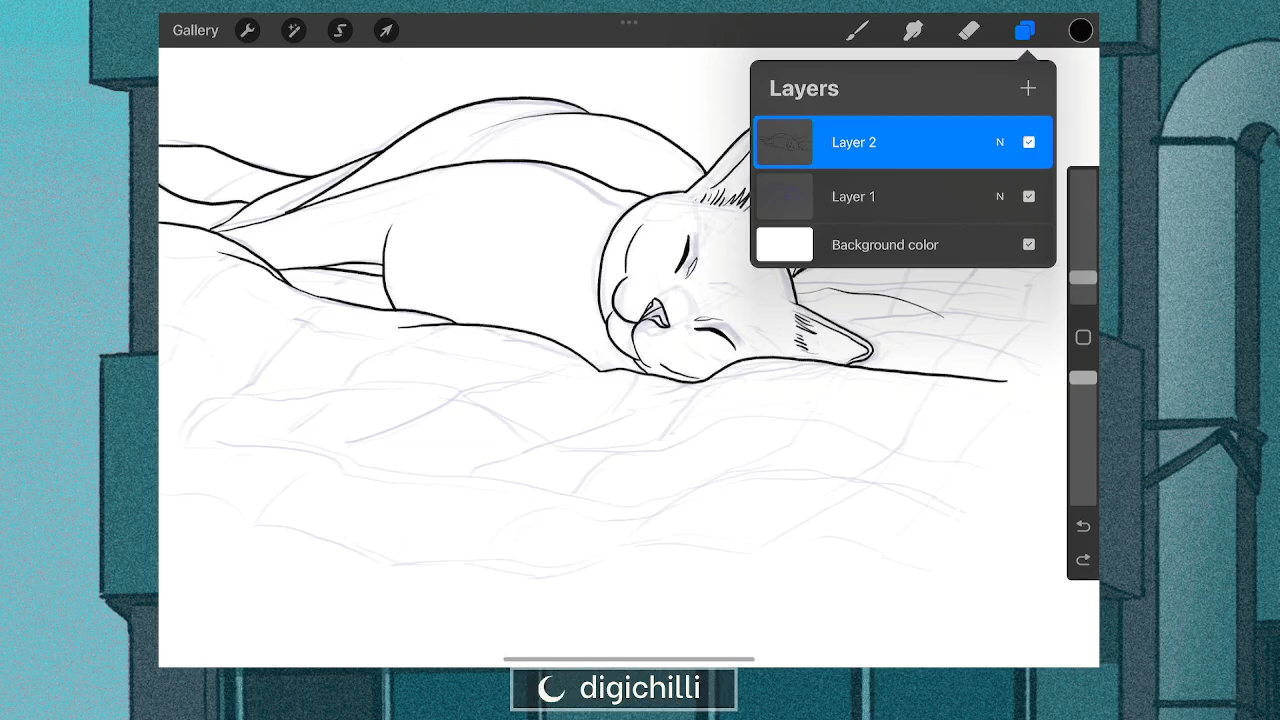 Gallery
Layers
Layer 2 N
Layer 1 N
Background color
digichilli